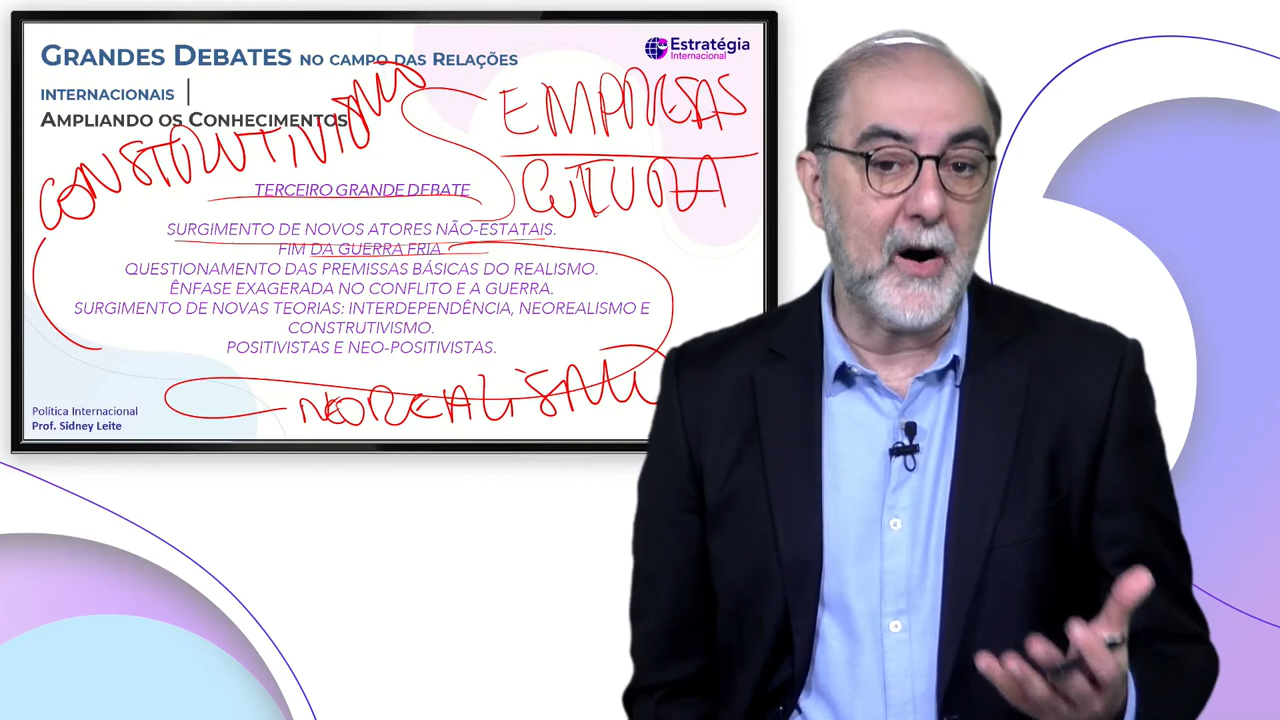 GRANDES DEBATES NO CAMPO DAS RELAÇÕES
INTERNACIONAIS |
AMPLIANDO OS CONHECIMENTOS
Estratégia
Internacional
EMPRESAS
CULTURA
CONSTRUTIVISMO
TERCEIRO GRANDE DEBATE
SURGIMENTO DE NOVOS ATORES NÃO-ESTATAIS.
FIM DA GUERRA FRIA.
QUESTIONAMENTO DAS PREMISSAS BÁSICAS DO REALISMO.
ÊNFASE EXAGERADA NO CONFLITO E A GUERRA.
SURGIMENTO DE NOVAS TEORIAS: INTERDEPENDÊNCIA, NEOREALISMO E
CONSTRUTIVISMO.
POSITIVISTAS E NEO-POSITIVISTAS.
NEOREALISMO
Política Internacional
Prof. Sidney Leite